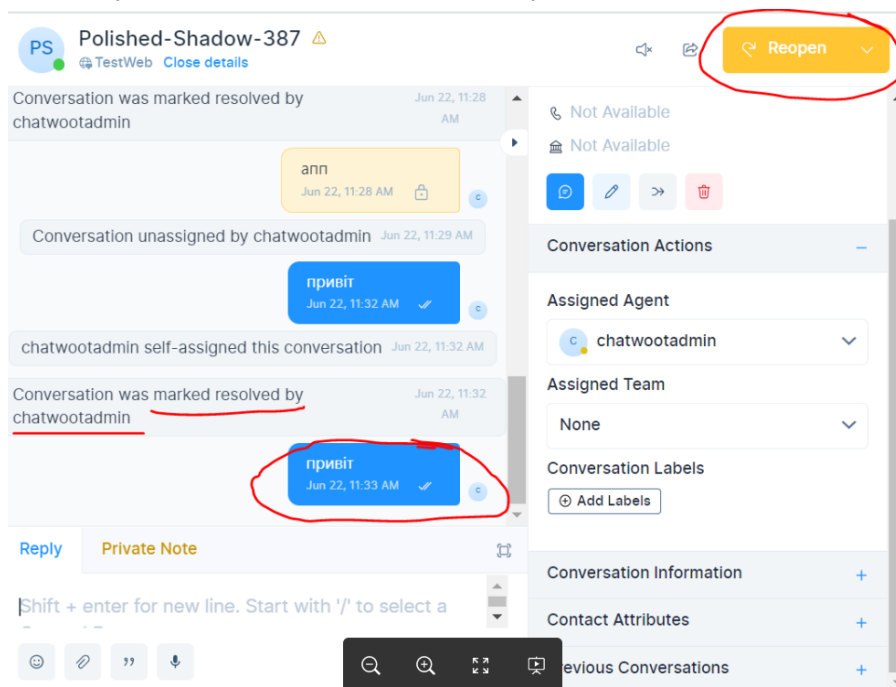 PS
Polished-Shadow-387
TestWeb Close details
Reopen
Conversation was marked resolved by
chatwootadmin
Jun 22, 11:28
AM
апп
Jun 22, 11:28 AM
c
Conversation unassigned by chatwootadmin Jun 22, 11:29 AM
привіт
Jun 22, 11:32 AM
c
chatwootadmin self-assigned this conversation Jun 22, 11:32 AM
Conversation was marked resolved by
chatwootadmin
Jun 22, 11:32
AM
привіт
Jun 22, 11:33 AM
c
Reply Private Note
Shift + enter for new line. Start with '/' to select a
Not Available
Not Available
Conversation Actions
Assigned Agent
c chatwootadmin
Assigned Team
None
Conversation Labels
Add Labels
Conversation Information
Contact Attributes
revious Conversations